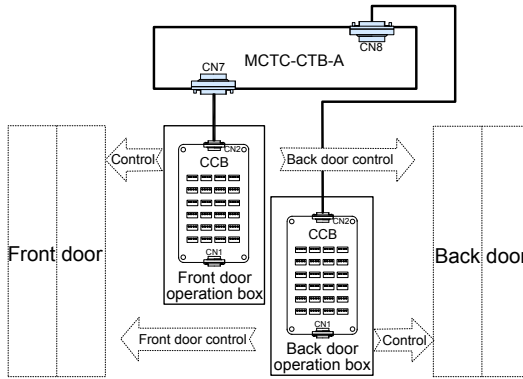 CN8
MCTC-CTB-A
CN7
CN2
Control
CCB
Back door control
CN2
CCB
Front door
Back door
CN1
Front door
operation box
CN1
Front door control
Back door
operation box
Control